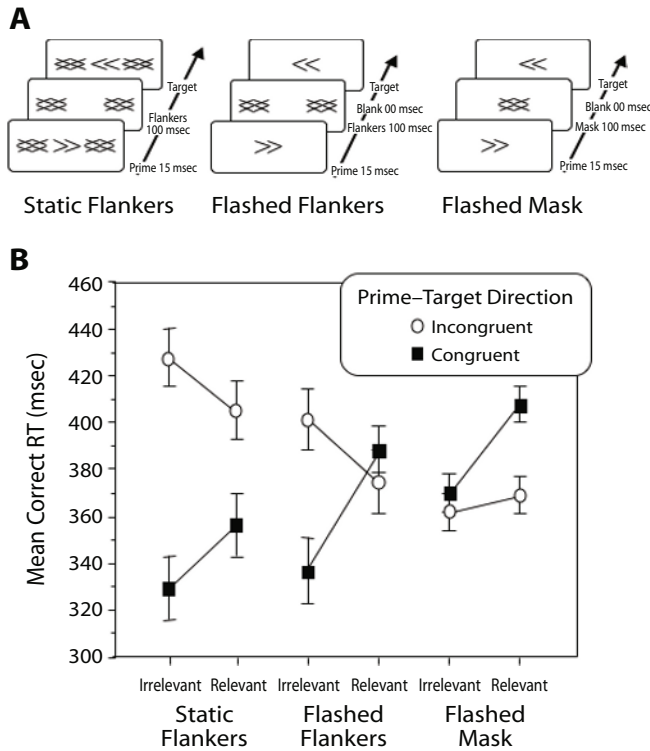 A
<< Target
<< Target
<< Target
Flankers 100 msec
Blank 00 msec
Flankers 100 msec
Blank 00 msec
Mask 100 msec
>> Prime 15 msec
>> Prime 15 msec
>> Prime 15 msec
Static Flankers
Flashed Flankers
Flashed Mask
B
Mean Correct RT (msec)
460
440
420
400
380
360
340
320
300
Prime–Target Direction
Incongruent
Congruent
Irrelevant Relevant
Irrelevant Relevant
Irrelevant Relevant
Static
Flankers
Flashed
Flankers
Flashed
Mask